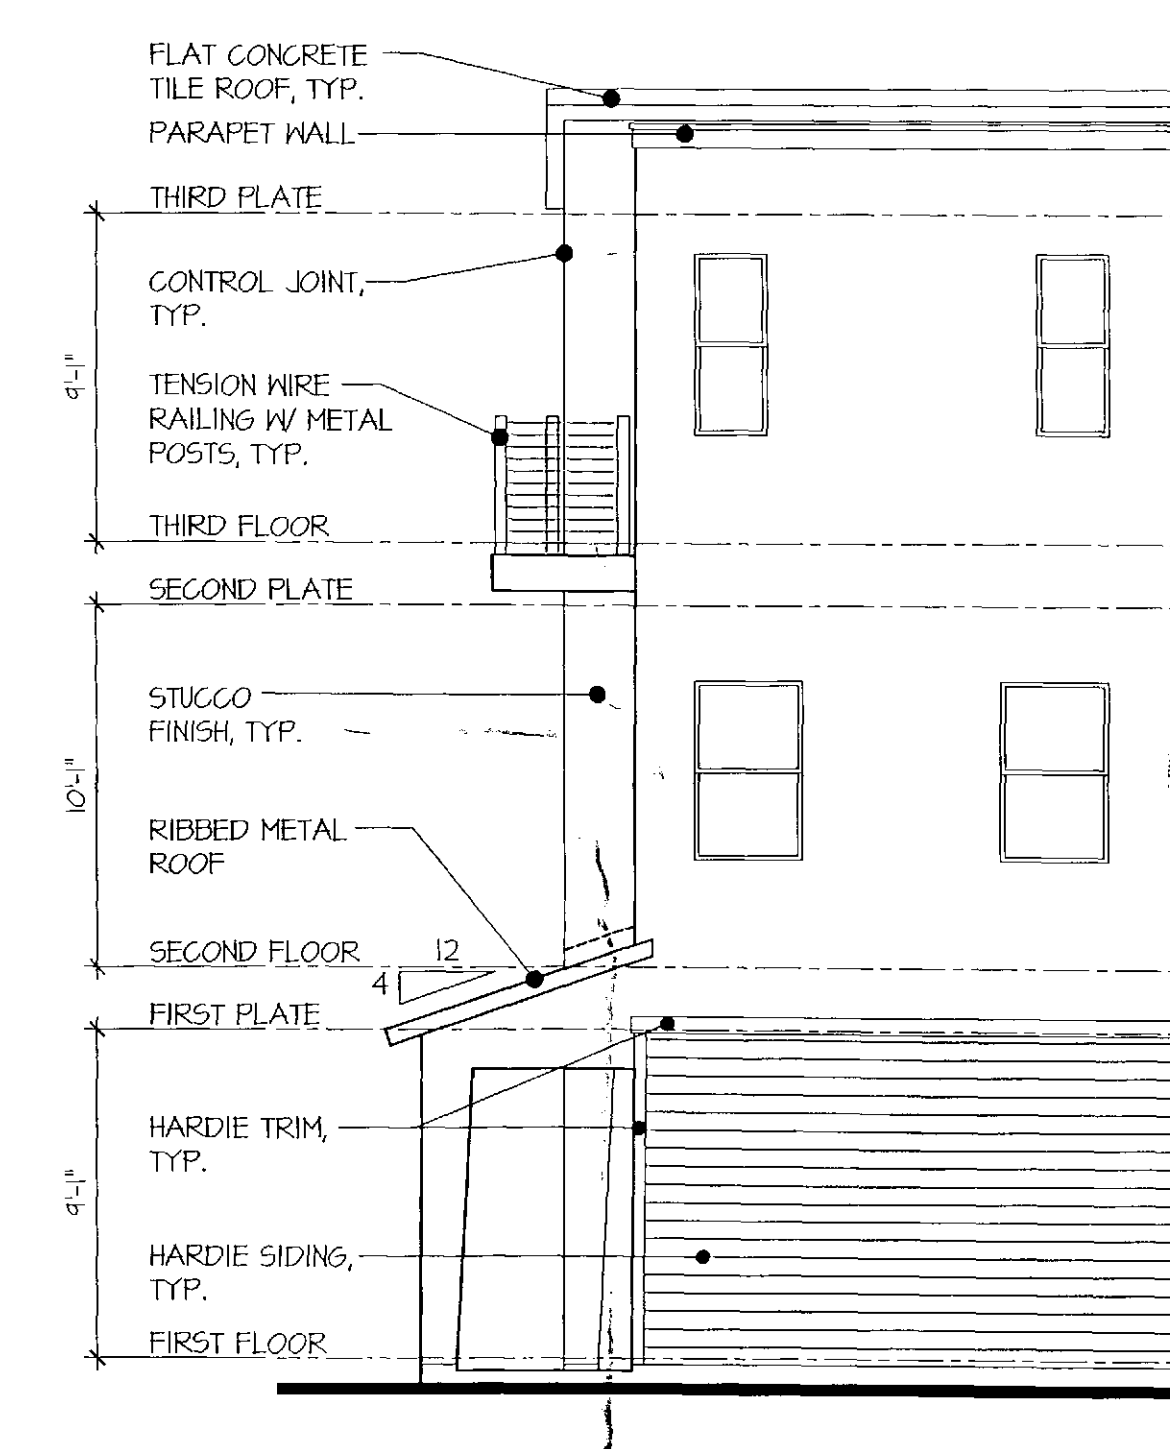 FLAT CONCRETE
TILE ROOF, TYP.
PARAPET WALL
THIRD PLATE
CONTROL JOINT,
TYP.
9'-1"
TENSION WIRE
RAILING W/ METAL
POSTS, TYP.
THIRD FLOOR
SECOND PLATE
STUCCO
FINISH, TYP.
10'-1"
RIBBED METAL
ROOF
SECOND FLOOR
12
4
FIRST PLATE
HARDIE TRIM,
TYP.
9'-1"
HARDIE SIDING,
TYP.
FIRST FLOOR